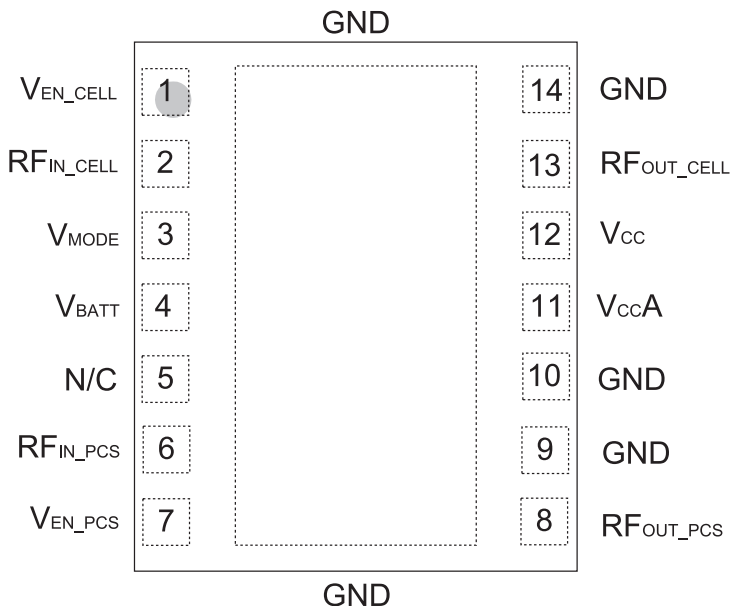 GND
VEN_CELL 1 14 GND
RFIN_CELL 2 13 RFOUT_CELL
VMODE 3 12 VCC
VBATT 4 11 VCCA
N/C 5 10 GND
RFIN_PCS 6 9 GND
VEN_PCS 7 8 RFOUT_PCS
GND